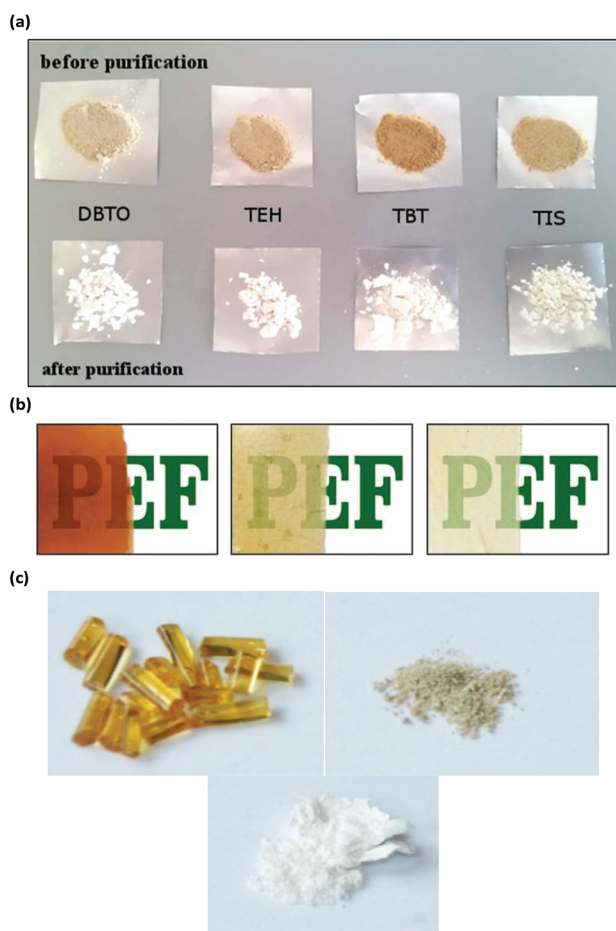 (a)
before purification
DBTO TEH TBT TIS
after purification
(b)
PEF PEF PEF
(c)